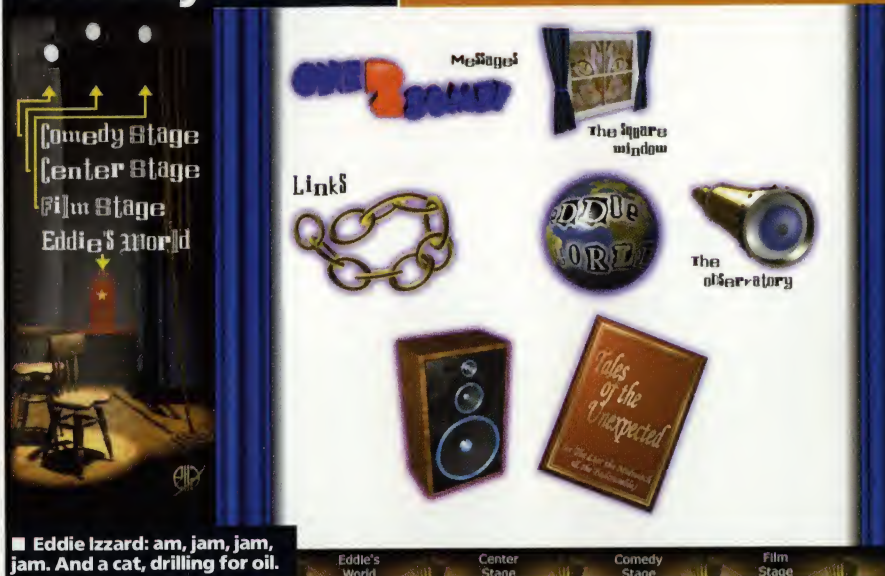 Comedy Stage
Center Stage
Film Stage
Eddie's World
Messages
The Square
window
Links
EDDIE
WORLD
The
observatory
Tales
of the
Unexpected
Eddie Izzard: am, jam, jam,
jam. And a cat, drilling for oil.
Eddie's
World
Center
Stage
Comedy
Stage
Film
Stage